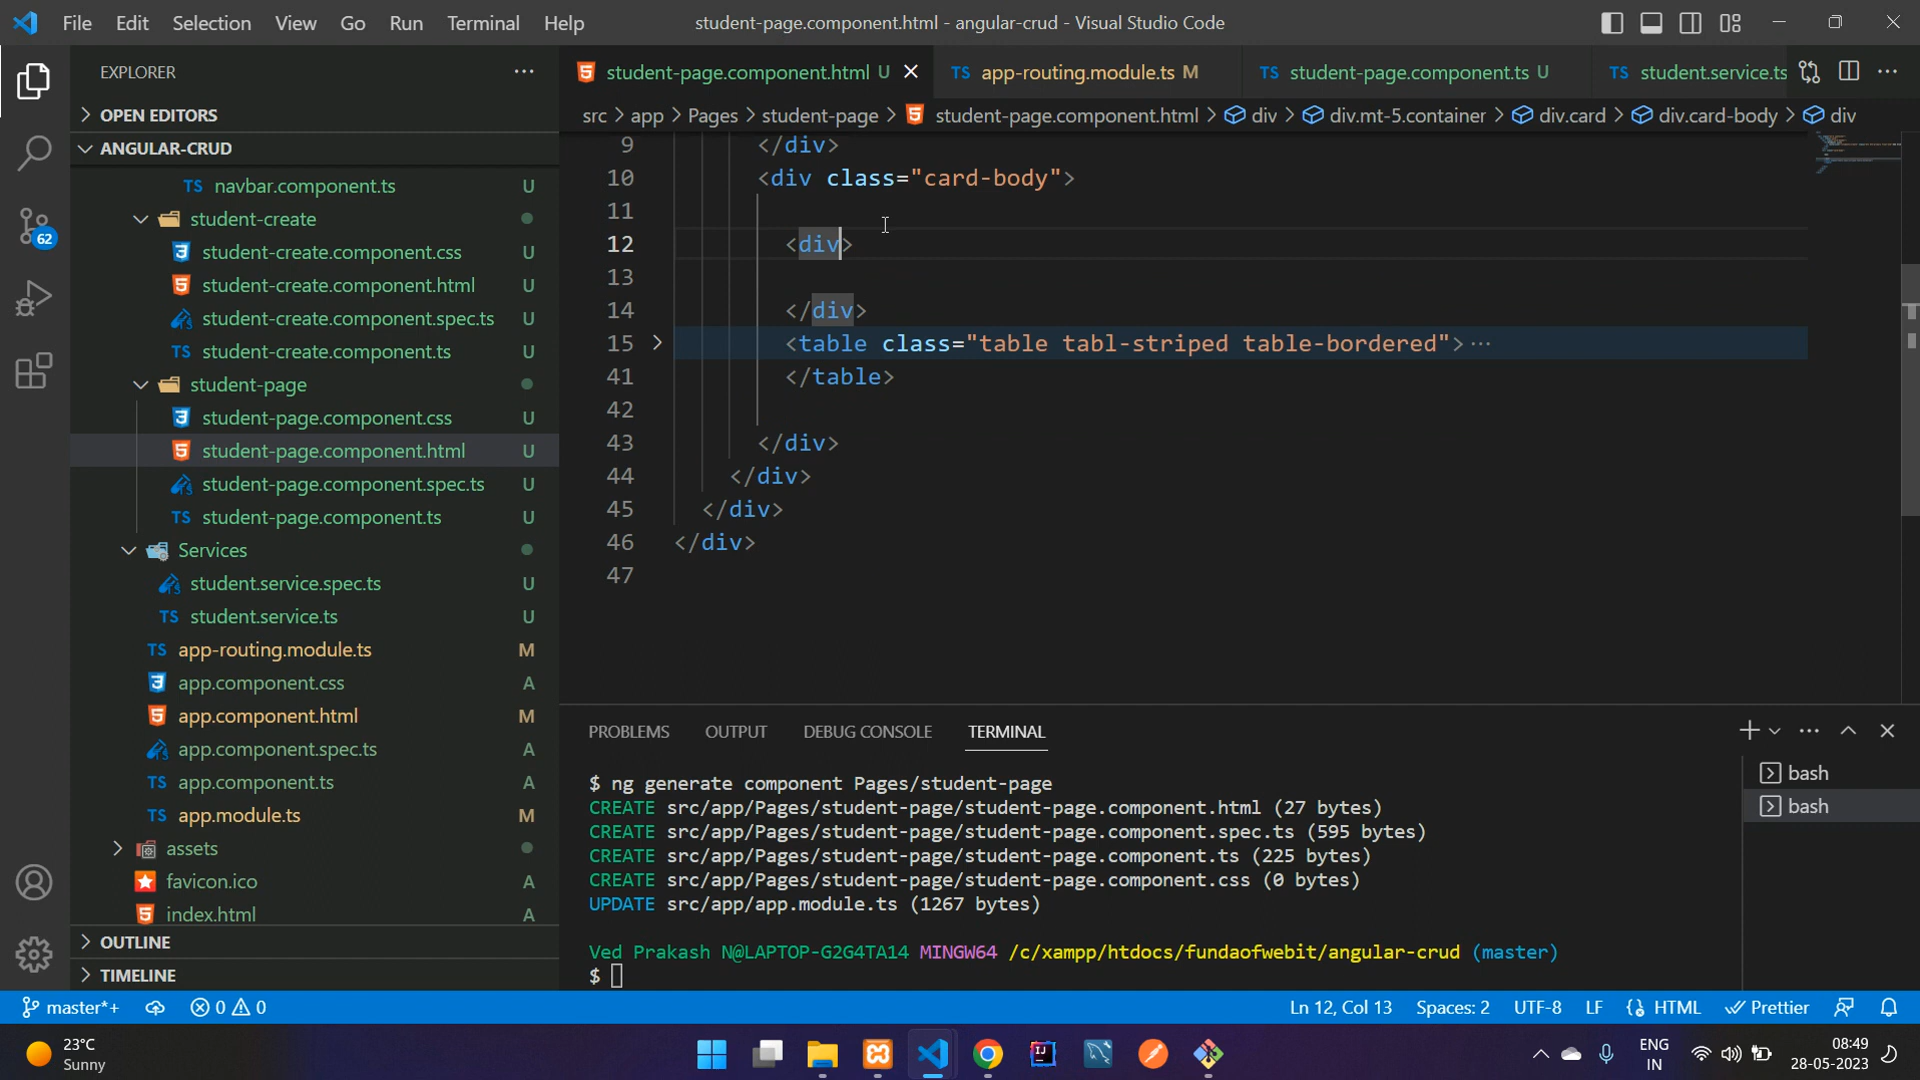 File Edit Selection View Go Run Terminal Help
student-page.component.html - angular-crud - Visual Studio Code
EXPLORER
OPEN EDITORS
ANGULAR-CRUD
TS navbar.component.ts U
student-create
student-create.component.css U
student-create.component.html U
student-create.component.spec.ts U
TS student-create.component.ts U
student-page
student-page.component.css U
student-page.component.html U
student-page.component.spec.ts U
TS student-page.component.ts U
Services
student.service.spec.ts U
TS student.service.ts U
TS app-routing.module.ts M
app.component.css A
app.component.html M
app.component.spec.ts A
TS app.component.ts A
TS app.module.ts M
assets
favicon.ico A
index.html A
OUTLINE
TIMELINE
62
student-page.component.html U
TS app-routing.module.ts M
TS student-page.component.ts U
TS student.service.ts
src > app > Pages > student-page > student-page.component.html > div > div.mt-5.container > div.card > div.card-body > div
9 </div>
10 <div class="card-body">
11
12 <div>
13
14 </div>
15 <table class="table tabl-striped table-bordered"> ···
41 </table>
42
43 </div>
44 </div>
45 </div>
46 </div>
47
PROBLEMS OUTPUT DEBUG CONSOLE TERMINAL
$ ng generate component Pages/student-page
CREATE src/app/Pages/student-page/student-page.component.html (27 bytes)
CREATE src/app/Pages/student-page/student-page.component.spec.ts (595 bytes)
CREATE src/app/Pages/student-page/student-page.component.ts (225 bytes)
CREATE src/app/Pages/student-page/student-page.component.css (0 bytes)
UPDATE src/app/app.module.ts (1267 bytes)
Ved Prakash N@LAPTOP-G2G4TA14 MINGW64 /c/xampp/htdocs/fundaofwebit/angular-crud (master)
$
bash
bash
master*+ 0 0 Ln 12, Col 13 Spaces: 2 UTF-8 LF {} HTML Prettier
23°C
Sunny
ENG
IN
08:49
28-05-2023